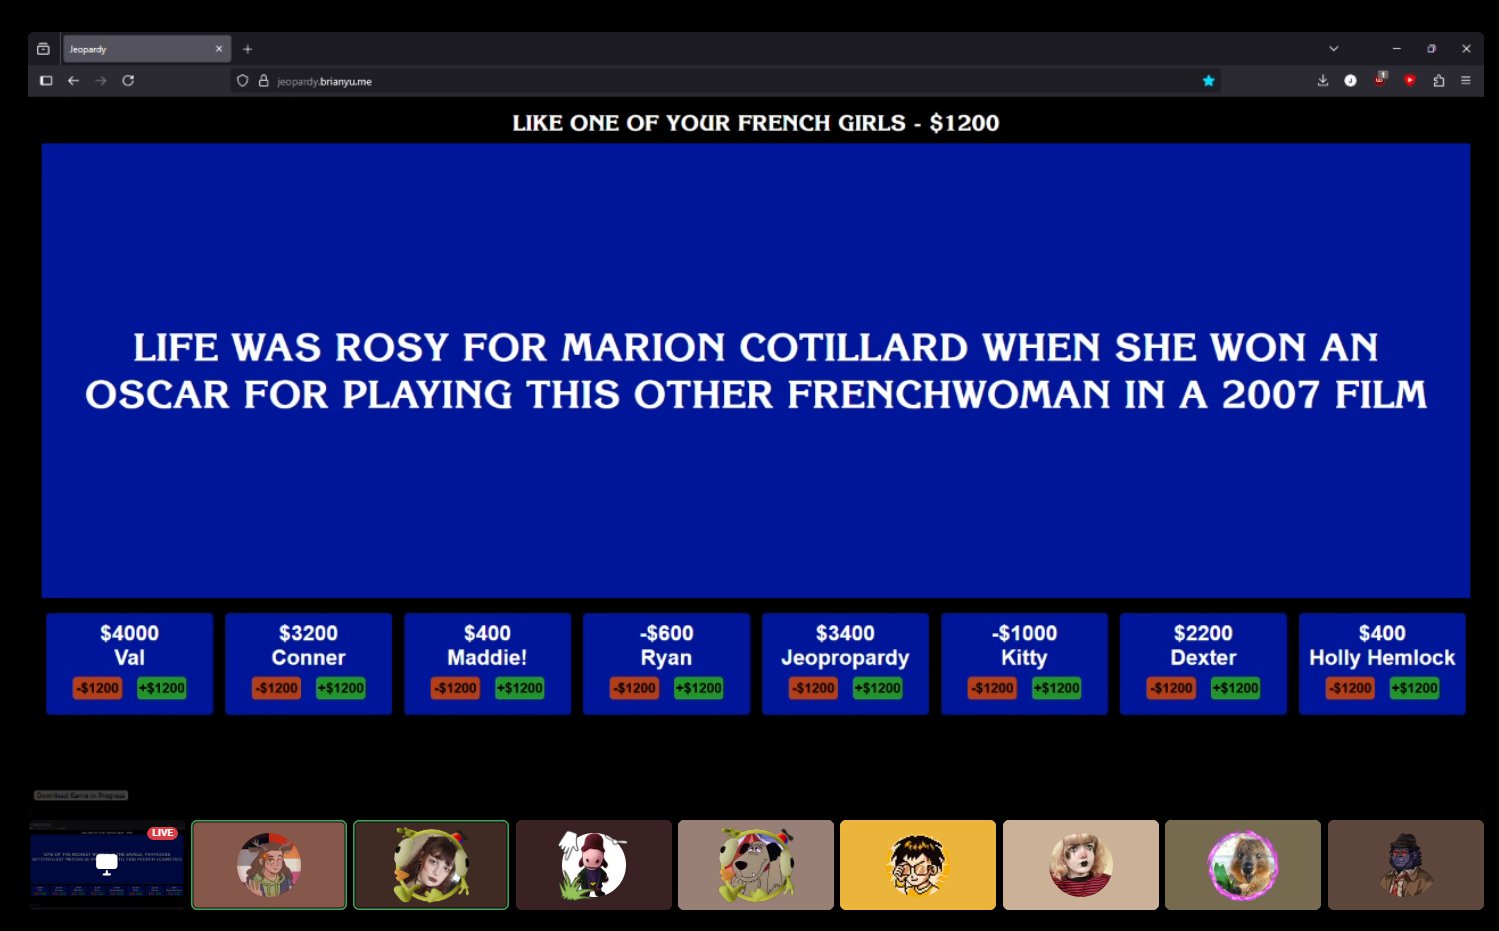 Jeopardy
jeopardy.brianyu.me
1
LIKE ONE OF YOUR FRENCH GIRLS - $1200
LIFE WAS ROSY FOR MARION COTILLARD WHEN SHE WON AN
OSCAR FOR PLAYING THIS OTHER FRENCHWOMAN IN A 2007 FILM
$4000 $3200 $400 -$600 $3400 -$1000 $2200 $400
Val Conner Maddie! Ryan Jeopropardy Kitty Dexter Holly Hemlock
-$1200 +$1200 -$1200 +$1200 -$1200 +$1200 -$1200 +$1200 -$1200 +$1200 -$1200 +$1200 -$1200 +$1200 -$1200 +$1200
Download Game in Progress
LIVE